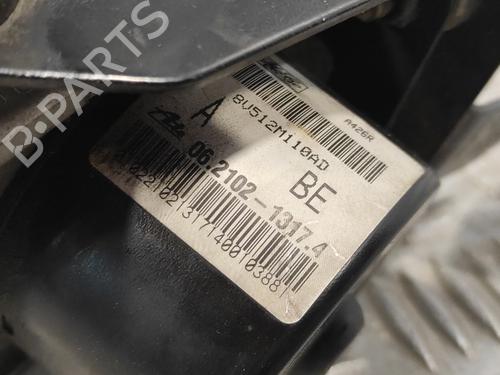 A426R
8V512M110AD
A
Ate
BE
06.2102-1317.4
B-PARTS